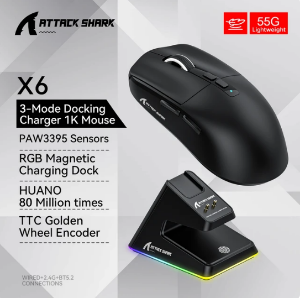 ATTACK SHARK
55G
Lightweight
X6
3-Mode Docking
Charger 1K Mouse
PAW3395 Sensors
RGB Magnetic
Charging Dock
HUANO
80 Million times
TTC Golden
Wheel Encoder
ATTACK SHARK
WIRED+2.4G+BT5.2
CONNECTIONS